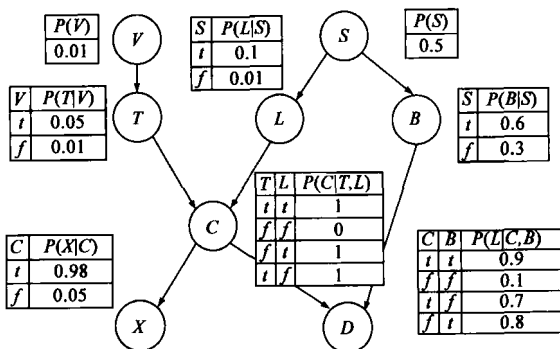 P(V)
0.01
V
S P(L|S)
t 0.1
f 0.01
S
P(S)
0.5
V P(T|V)
t 0.05
f 0.01
T
L
B
S P(B|S)
t 0.6
f 0.3
C
T L P(C|T,L)
t t 1
f f 0
f t 1
t f 1
C P(X|C)
t 0.98
f 0.05
C B P(L|C,B)
t t 0.9
f f 0.1
t f 0.7
f t 0.8
X
D